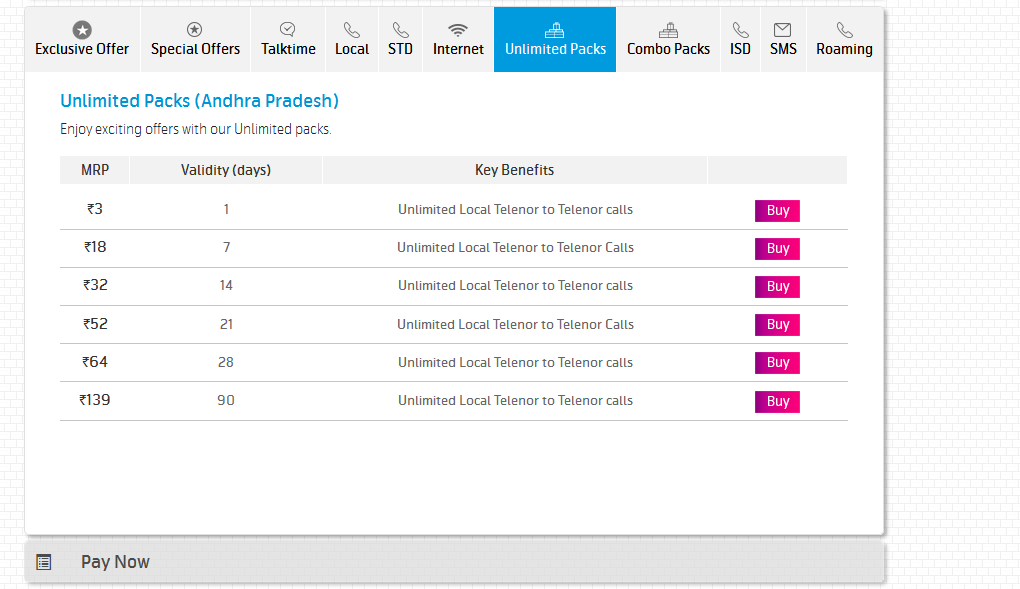 Exclusive Offer Special Offers Talktime Local STD Internet Unlimited Packs Combo Packs ISD SMS Roaming
Unlimited Packs (Andhra Pradesh)
Enjoy exciting offers with our Unlimited packs.
MRP Validity (days) Key Benefits
₹3 1 Unlimited Local Telenor to Telenor calls Buy
₹18 7 Unlimited Local Telenor to Telenor Calls Buy
₹32 14 Unlimited Local Telenor to Telenor calls Buy
₹52 21 Unlimited Local Telenor to Telenor Calls Buy
₹64 28 Unlimited Local Telenor to Telenor calls Buy
₹139 90 Unlimited Local Telenor to Telenor calls Buy
Pay Now